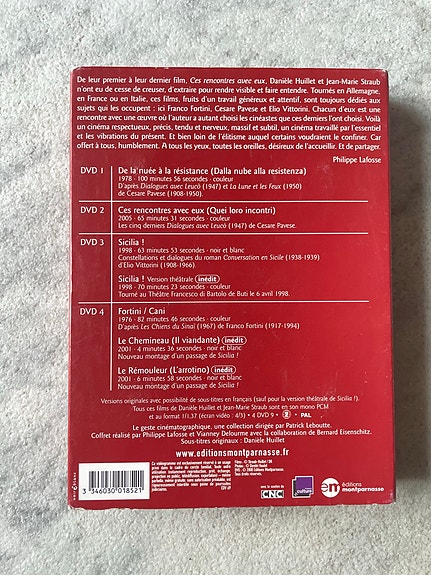 De leur premier à leur dernier film, Ces rencontres avec eux, Danièle Huillet et Jean-Marie Straub
n'ont eu de cesse de creuser, d'extraire pour rendre visible et faire entendre. Tournés en Allemagne,
en France ou en Italie, ces films, fruits d'un travail généreux et attentif, sont toujours dédiés aux
sujets qui les occupent : ici Franco Fortini, Cesare Pavese et Elio Vittorini. Chacun d'eux est une
rencontre avec une œuvre où l'auteur a autant choisi les cinéastes que ces derniers l'ont choisi. Voilà
un cinéma respectueux, précis, tendu et nerveux, massif et subtil, un cinéma travaillé par l'essentiel
et les vibrations du présent. Et bien loin de l'élitisme auquel certains voudraient le confiner. Car
offert à tous, humblement. A tous les yeux, toutes les oreilles, désireux de l'accueillir. Et de partager.
Philippe Lafosse
DVD 1 De la nuée à la résistance (Dalla nube alla resistenza)
1978 · 100 minutes 56 secondes · couleur
D'après Dialogues avec Leucò (1947) et La Lune et les Feux (1950)
de Cesare Pavese (1908-1950).
DVD 2 Ces rencontres avec eux (Quei loro incontri)
2005 · 65 minutes 31 secondes · couleur
Les cinq derniers Dialogues avec Leucò (1947) de Cesare Pavese.
DVD 3 Sicilia !
1998 · 63 minutes 53 secondes · noir et blanc
Constellations et dialogues du roman Conversation en Sicile (1938-1939)
d'Elio Vittorini (1908-1966).
Sicilia ! Version théâtrale inédit
1998 · 70 minutes 23 secondes · couleur
Tourné au Théâtre Francesco di Bartolo de Buti le 6 avril 1998.
DVD 4 Fortini / Cani
1976 · 82 minutes 46 secondes · couleur
D'après Les Chiens du Sinaï (1967) de Franco Fortini (1917-1994)
Le Chemineau (Il viandante) inédit
2001 · 4 minutes 36 secondes · noir et blanc
Nouveau montage d'un passage de Sicilia !
Le Rémouleur (L'arrotino) inédit
2001 · 6 minutes 58 secondes · noir et blanc
Nouveau montage d'un passage de Sicilia !
Versions originales avec possibilité de sous-titres en français (sauf pour la version théâtrale de Sicilia !).
Tous ces films de Danièle Huillet et Jean-Marie Straub sont en son mono PCM
et au format 1/1,37 (écran vidéo : 4/3) · 4 DVD 9 · 2 · PAL
Le geste cinématographique, une collection dirigée par Patrick Leboutte.
Coffret réalisé par Philippe Lafosse et Vianney Delourme avec la collaboration de Bernard Eisenschitz.
Sous-titres originaux : Danièle Huillet
www.editionsmontparnasse.fr
3 346030 018521
CNC
culture
em éditions
montparnasse